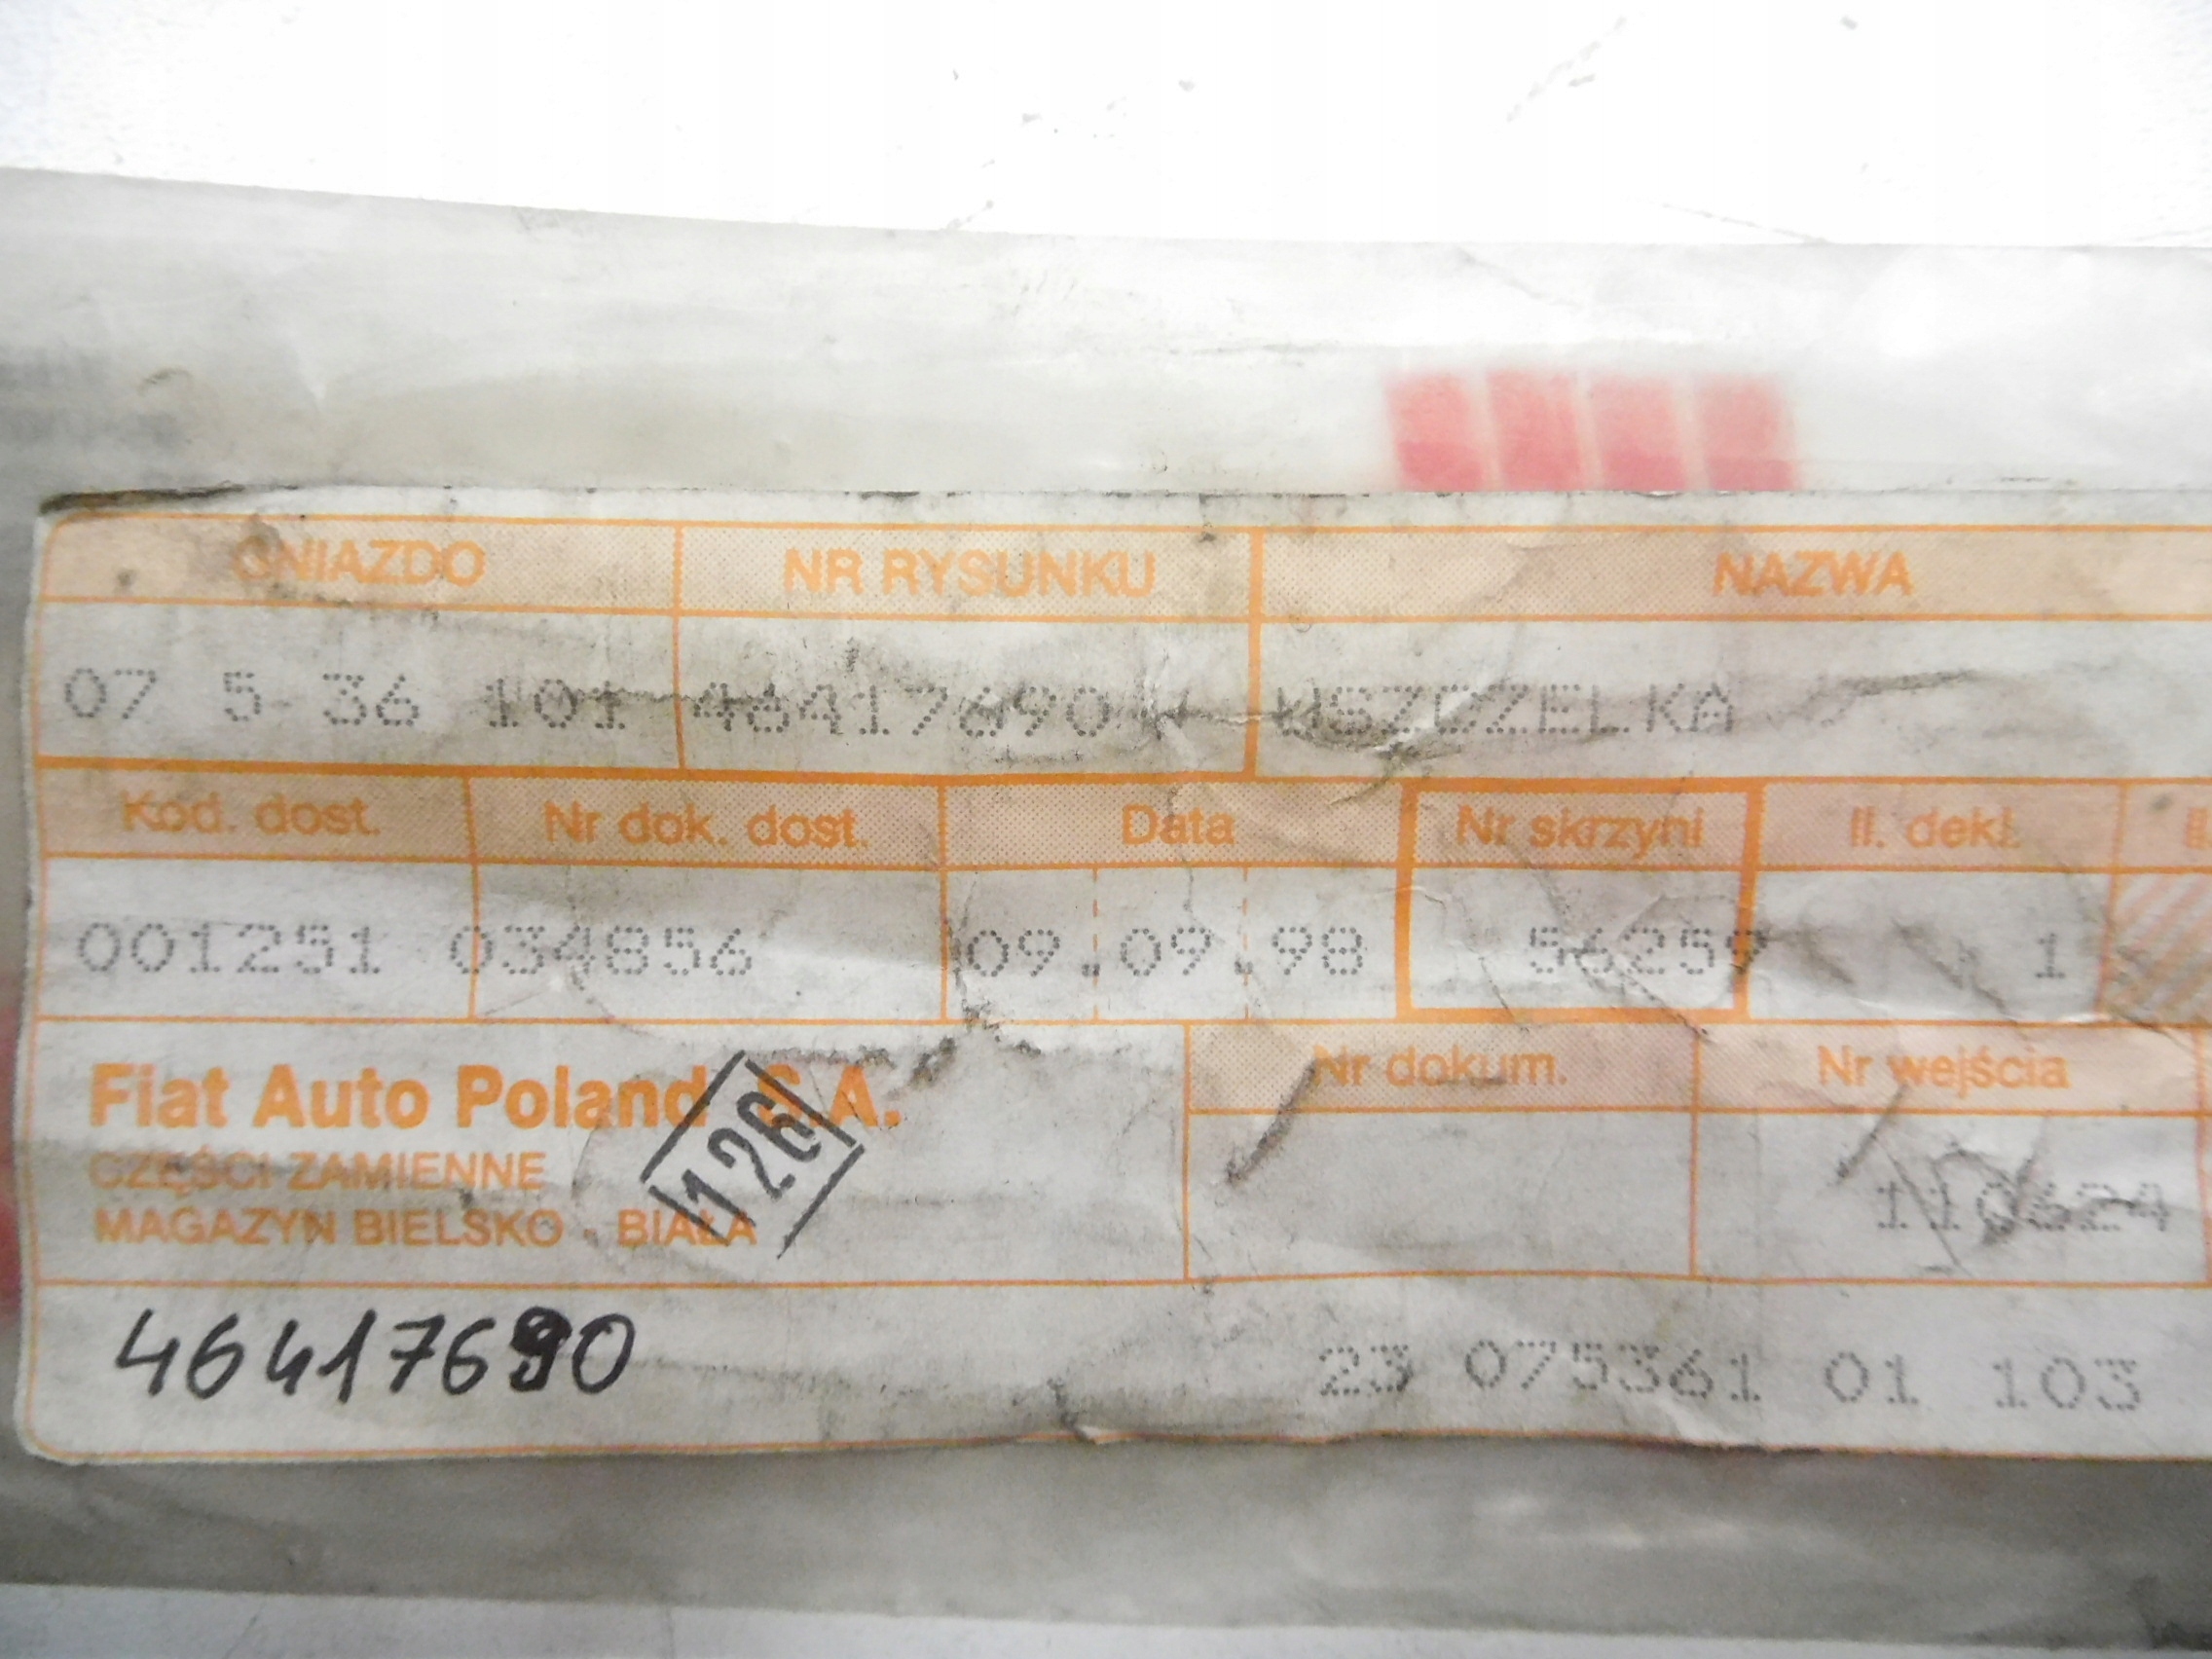 GNIAZDO NR RYSUNKU NAZWA
07 5 36 101 46417690 USZCZELKA
Kod. dost. Nr dok. dost. Data Nr skrzyni Il. dekl.
001251 034856 09.09.98 56259 1
Fiat Auto Poland S.A. Nr dokum. Nr wejścia
CZĘŚCI ZAMIENNE
126
MAGAZYN BIELSKO - BIAŁA
46417690 23 075361 01 103